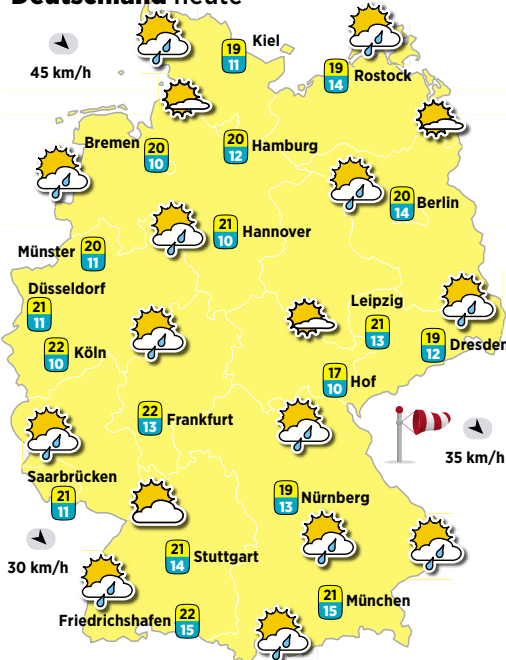 Deutschland heute
Kiel
19
11
45 km/h
19
14
Rostock
Bremen
20
10
20
12
Hamburg
20
14
Berlin
21
10
Hannover
Münster
20
11
Düsseldorf
21
11
Leipzig
21
13
19
12
Dresden
22
10
Köln
17
10
Hof
22
13
Frankfurt
35 km/h
Saarbrücken
21
11
19
13
Nürnberg
30 km/h
21
14
Stuttgart
21
15
München
Friedrichshafen
22
15